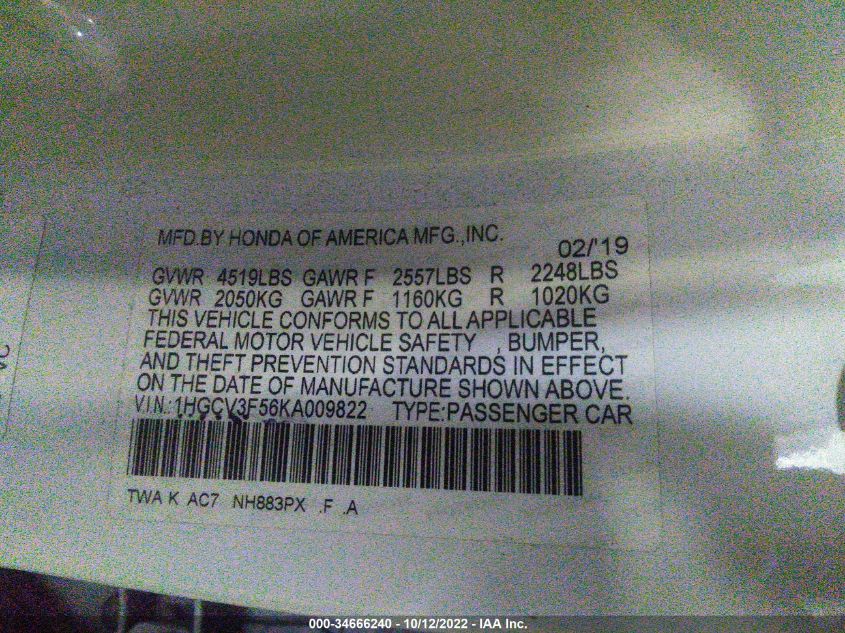 MFD.BY HONDA OF AMERICA MFG.,INC. 02/'19
GVWR 4519LBS GAWR F 2557LBS R 2248LBS
GVWR 2050KG GAWR F 1160KG R 1020KG
THIS VEHICLE CONFORMS TO ALL APPLICABLE
FEDERAL MOTOR VEHICLE SAFETY , BUMPER,
AND THEFT PREVENTION STANDARDS IN EFFECT
ON THE DATE OF MANUFACTURE SHOWN ABOVE.
V.I.N.:1HGCV3F56KA009822 TYPE:PASSENGER CAR
TWA K AC7 NH883PX .F .A
000-34666240 - 10/12/2022 - IAA Inc.